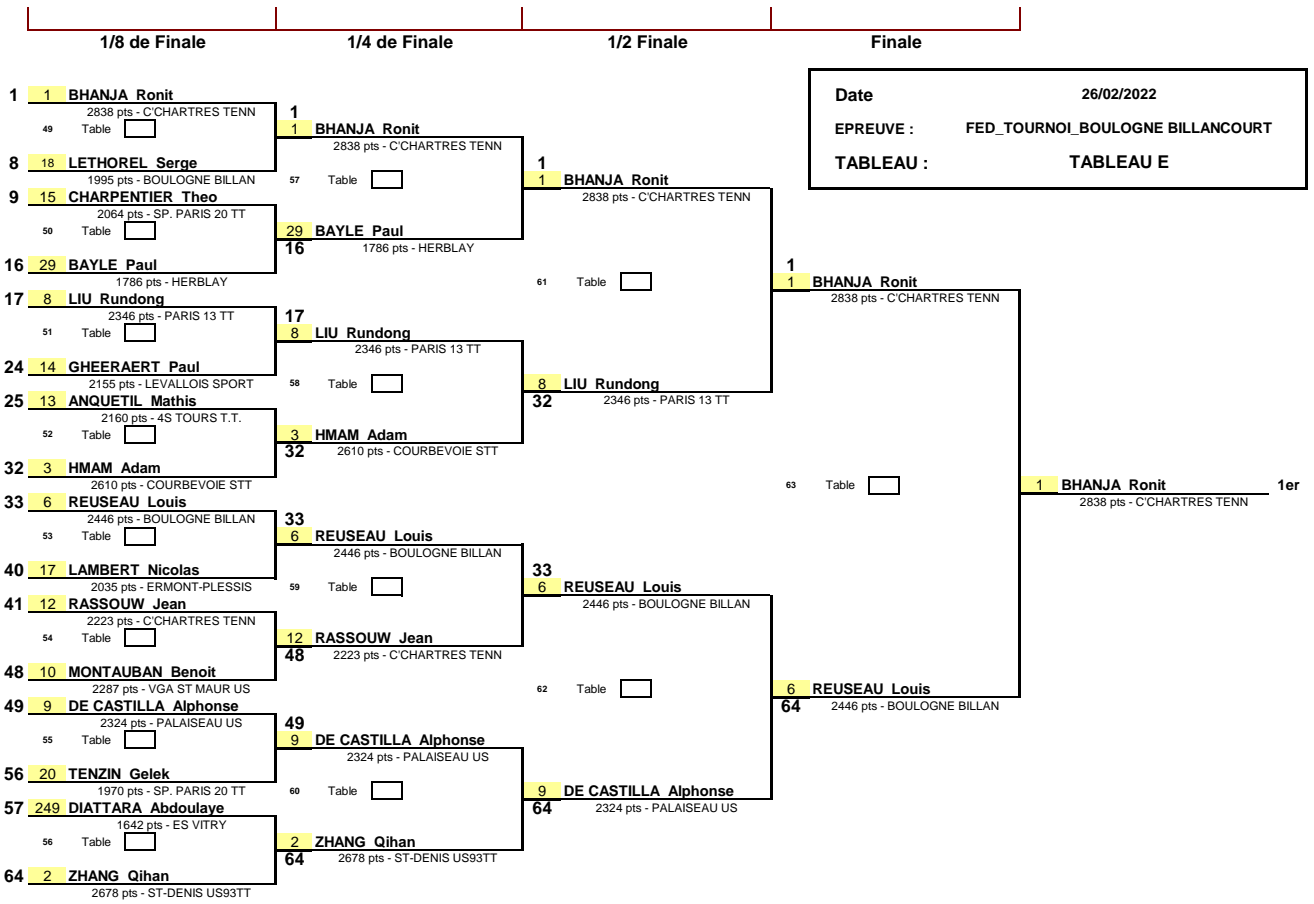 1/8 de Finale 1/4 de Finale 1/2 Finale Finale
Date 26/02/2022
EPREUVE : FED_TOURNOI_BOULOGNE BILLANCOURT
TABLEAU : TABLEAU E
1 1 BHANJA Ronit
2838 pts - C'CHARTRES TENN
49 Table
8 18 LETHOREL Serge
1995 pts - BOULOGNE BILLAN
9 15 CHARPENTIER Theo
2064 pts - SP. PARIS 20 TT
50 Table
16 29 BAYLE Paul
1786 pts - HERBLAY
17 8 LIU Rundong
2346 pts - PARIS 13 TT
51 Table
24 14 GHEERAERT Paul
2155 pts - LEVALLOIS SPORT
25 13 ANQUETIL Mathis
2160 pts - 4S TOURS T.T.
52 Table
32 3 HMAM Adam
2610 pts - COURBEVOIE STT
33 6 REUSEAU Louis
2446 pts - BOULOGNE BILLAN
53 Table
40 17 LAMBERT Nicolas
2035 pts - ERMONT-PLESSIS
41 12 RASSOUW Jean
2223 pts - C'CHARTRES TENN
54 Table
48 10 MONTAUBAN Benoit
2287 pts - VGA ST MAUR US
49 9 DE CASTILLA Alphonse
2324 pts - PALAISEAU US
55 Table
56 20 TENZIN Gelek
1970 pts - SP. PARIS 20 TT
57 249 DIATTARA Abdoulaye
1642 pts - ES VITRY
56 Table
64 2 ZHANG Qihan
2678 pts - ST-DENIS US93TT
1
1 BHANJA Ronit
2838 pts - C'CHARTRES TENN
57 Table
29 BAYLE Paul
16 1786 pts - HERBLAY
17
8 LIU Rundong
2346 pts - PARIS 13 TT
58 Table
3 HMAM Adam
32 2610 pts - COURBEVOIE STT
33
6 REUSEAU Louis
2446 pts - BOULOGNE BILLAN
59 Table
12 RASSOUW Jean
48 2223 pts - C'CHARTRES TENN
49
9 DE CASTILLA Alphonse
2324 pts - PALAISEAU US
60 Table
2 ZHANG Qihan
64 2678 pts - ST-DENIS US93TT
1
1 BHANJA Ronit
2838 pts - C'CHARTRES TENN
61 Table
8 LIU Rundong
32 2346 pts - PARIS 13 TT
33
6 REUSEAU Louis
2446 pts - BOULOGNE BILLAN
62 Table
9 DE CASTILLA Alphonse
64 2324 pts - PALAISEAU US
1
1 BHANJA Ronit
2838 pts - C'CHARTRES TENN
63 Table
6 REUSEAU Louis
64 2446 pts - BOULOGNE BILLAN
1 BHANJA Ronit 1er
2838 pts - C'CHARTRES TENN